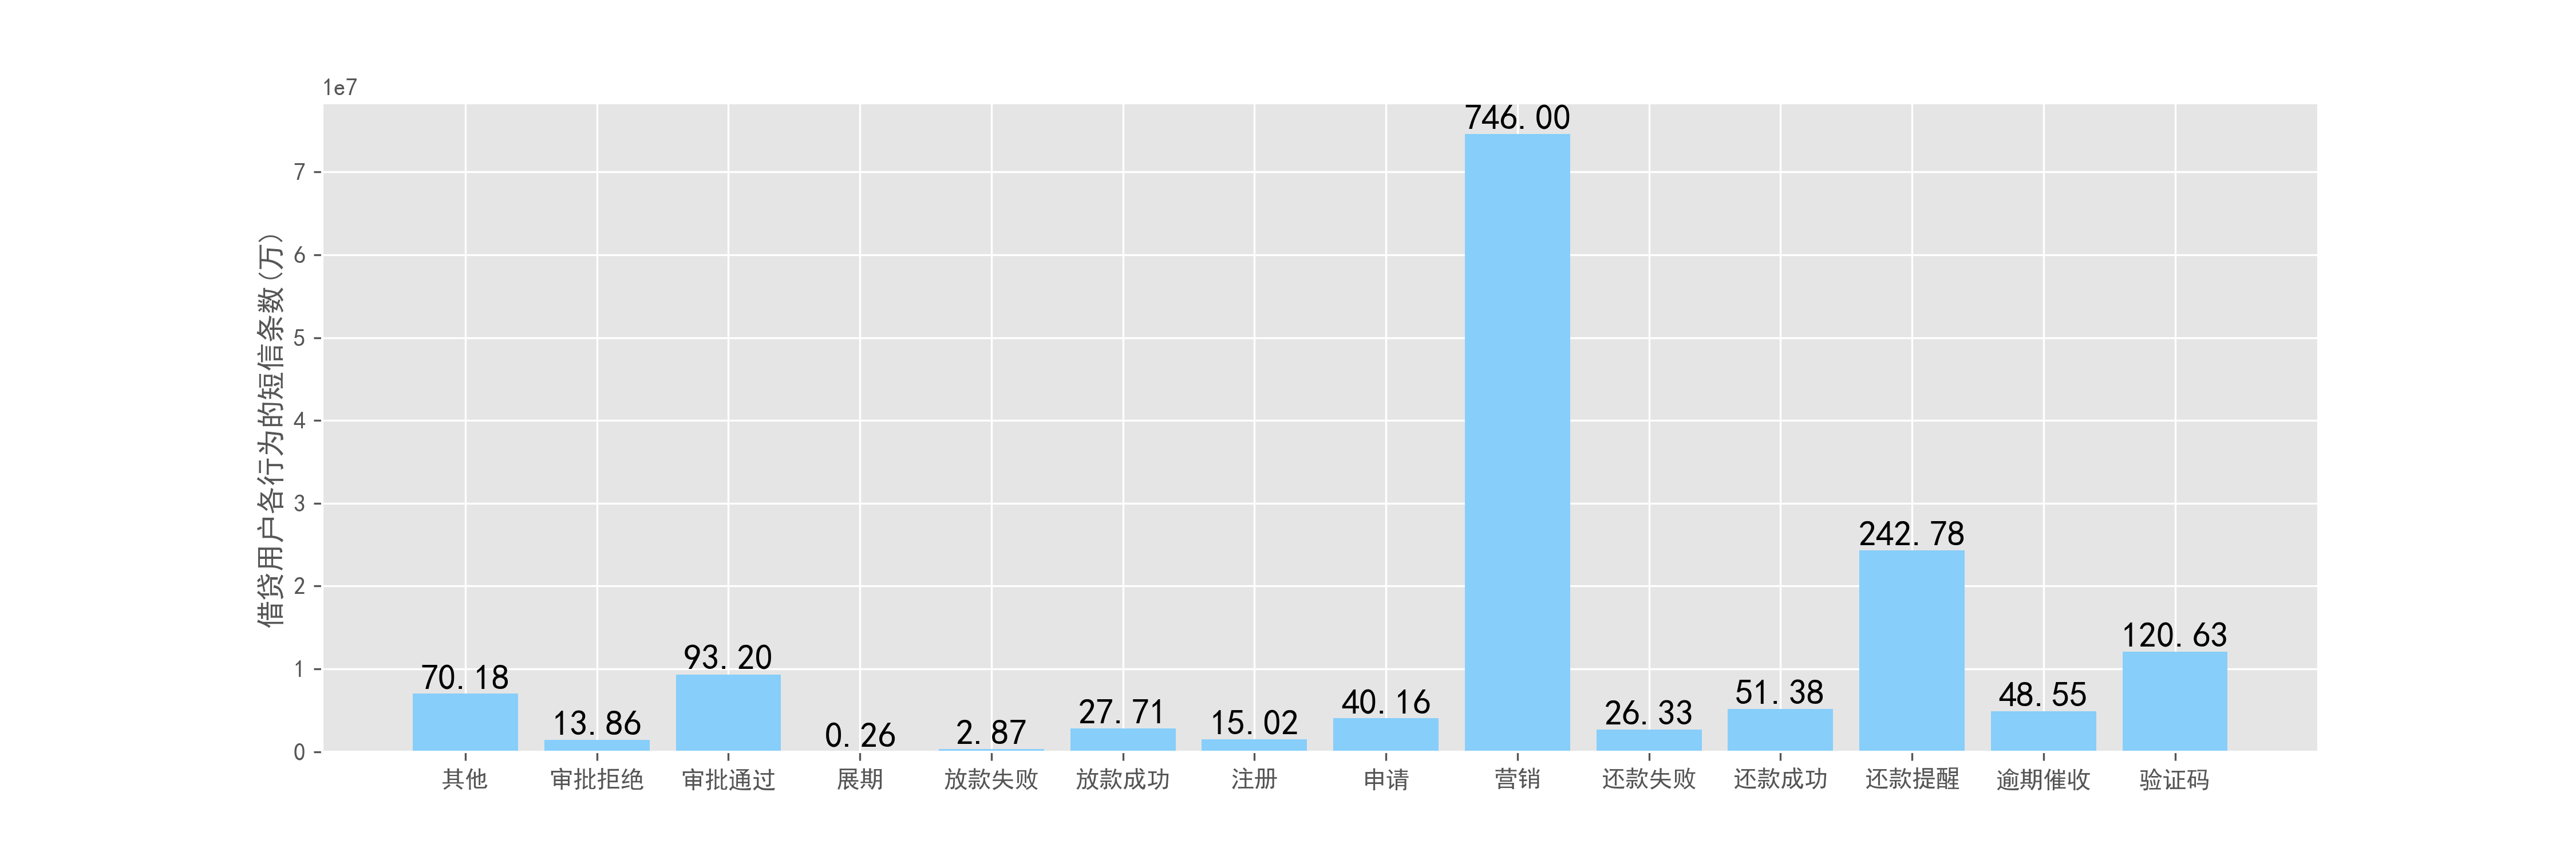 1e7
借贷用户各行为的短信条数(万)
7
6
5
4
3
2
1
0
70.18
13.86
93.20
0.26
2.87
27.71
15.02
40.16
746.00
26.33
51.38
242.78
48.55
120.63
其他
审批拒绝
审批通过
展期
放款失败
放款成功
注册
申请
营销
还款失败
还款成功
还款提醒
逾期催收
验证码